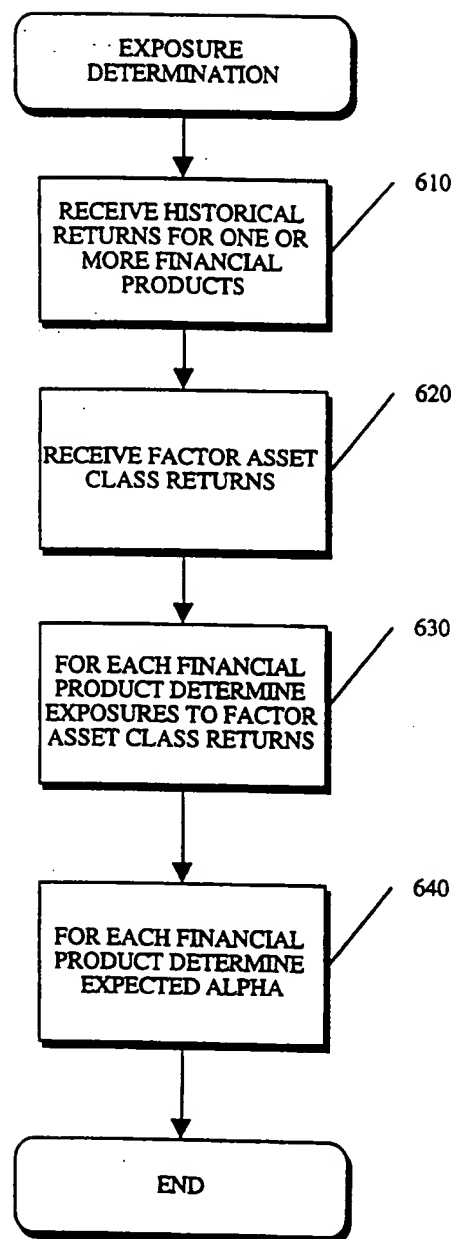 EXPOSURE
DETERMINATION
610
RECEIVE HISTORICAL
RETURNS FOR ONE OR
MORE FINANCIAL
PRODUCTS
620
RECEIVE FACTOR ASSET
CLASS RETURNS
630
FOR EACH FINANCIAL
PRODUCT DETERMINE
EXPOSURES TO FACTOR
ASSET CLASS RETURNS
640
FOR EACH FINANCIAL
PRODUCT DETERMINE
EXPECTED ALPHA
END